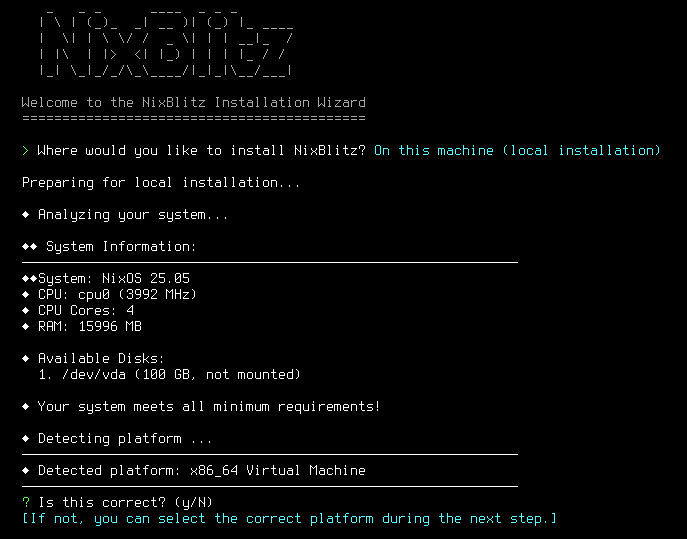 NixBlitz
Welcome to the NixBlitz Installation Wizard
===========================================
> Where would you like to install NixBlitz? On this machine (local installation)
Preparing for local installation...
◆ Analyzing your system...
◆◆ System Information:
◆◆System: NixOS 25.05
◆ CPU: cpu0 (3992 MHz)
◆ CPU Cores: 4
◆ RAM: 15996 MB
◆ Available Disks:
1. /dev/vda (100 GB, not mounted)
◆ Your system meets all minimum requirements!
◆ Detecting platform ...
◆ Detected platform: x86_64 Virtual Machine
? Is this correct? (y/N)
[If not, you can select the correct platform during the next step.]